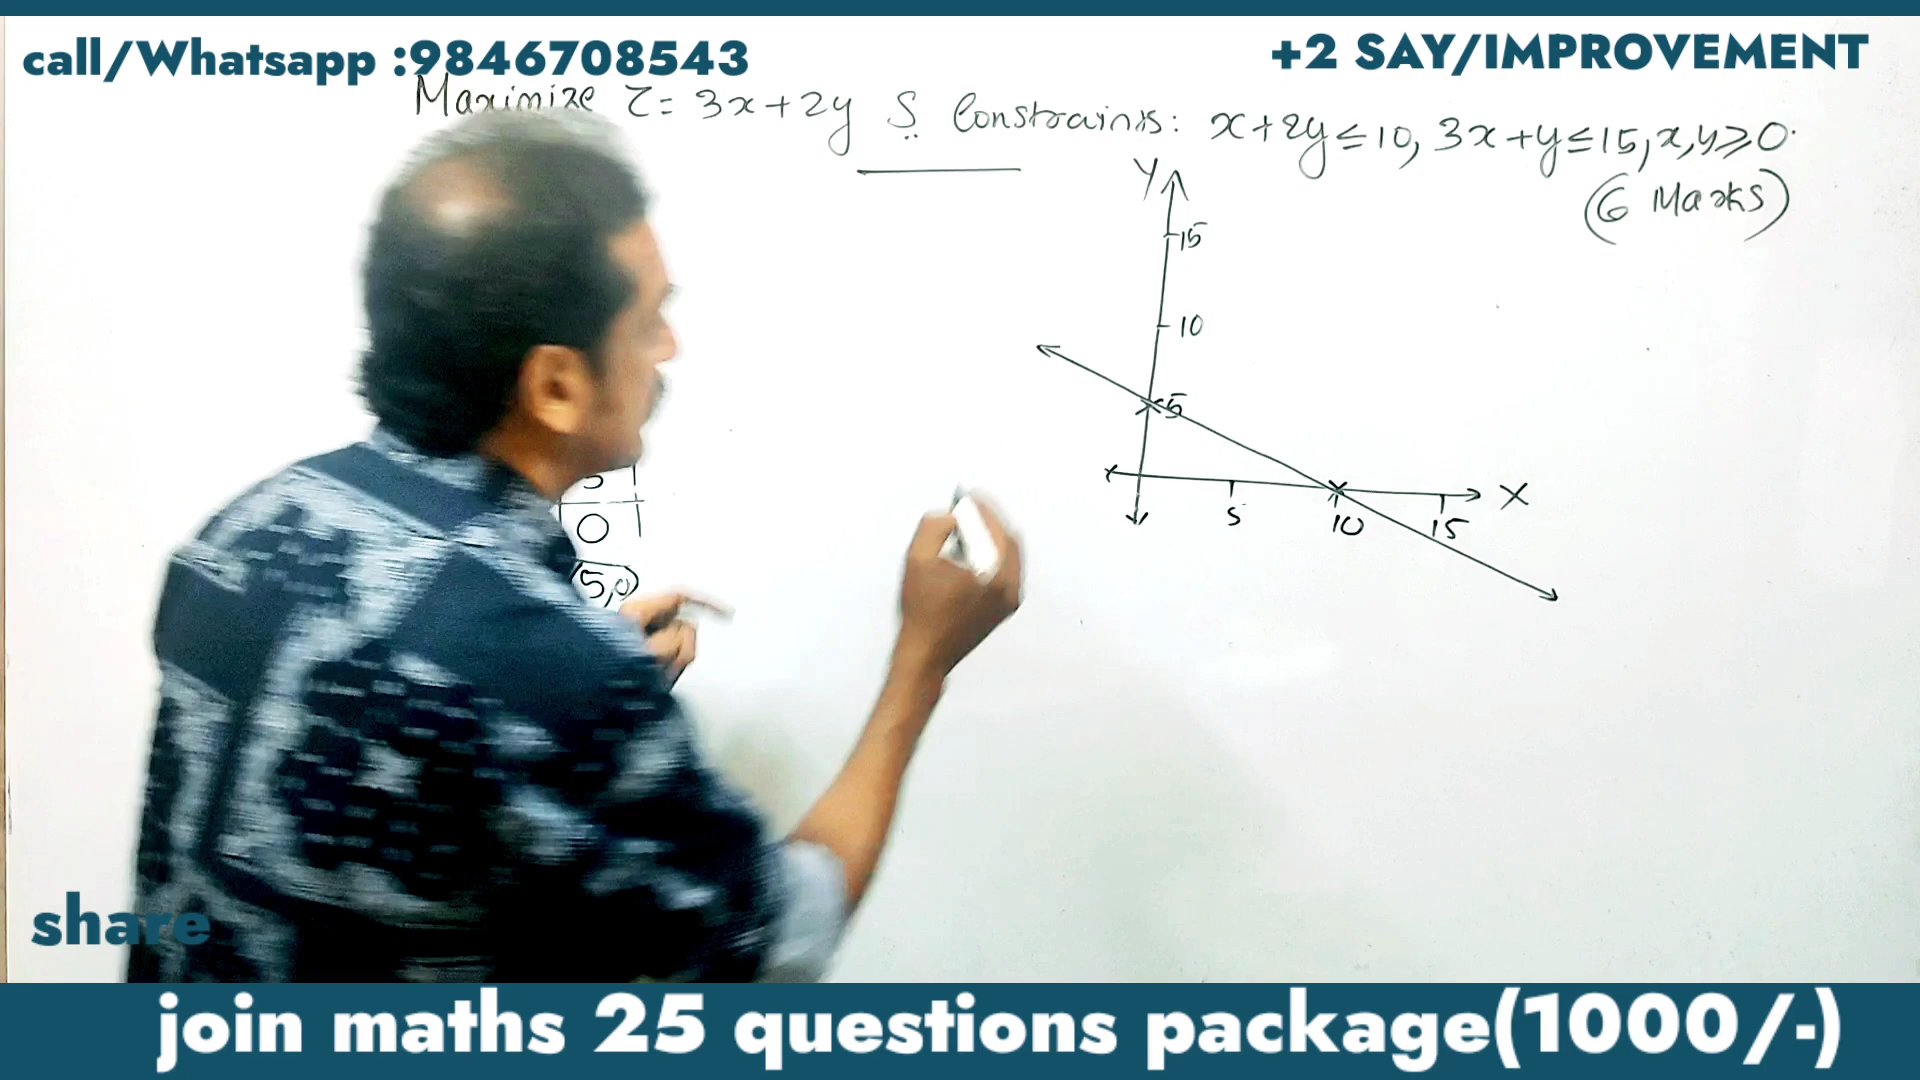 call/Whatsapp :9846708543
+2 SAY/IMPROVEMENT
Maximize Z = 3x+2y S: Constraints: x+2y≤10, 3x+y≤15, x,y≥0.
(6 Marks)
Y
15
10
5
X
5 10 15
5
0
(5,0)
share
join maths 25 questions package(1000/-)